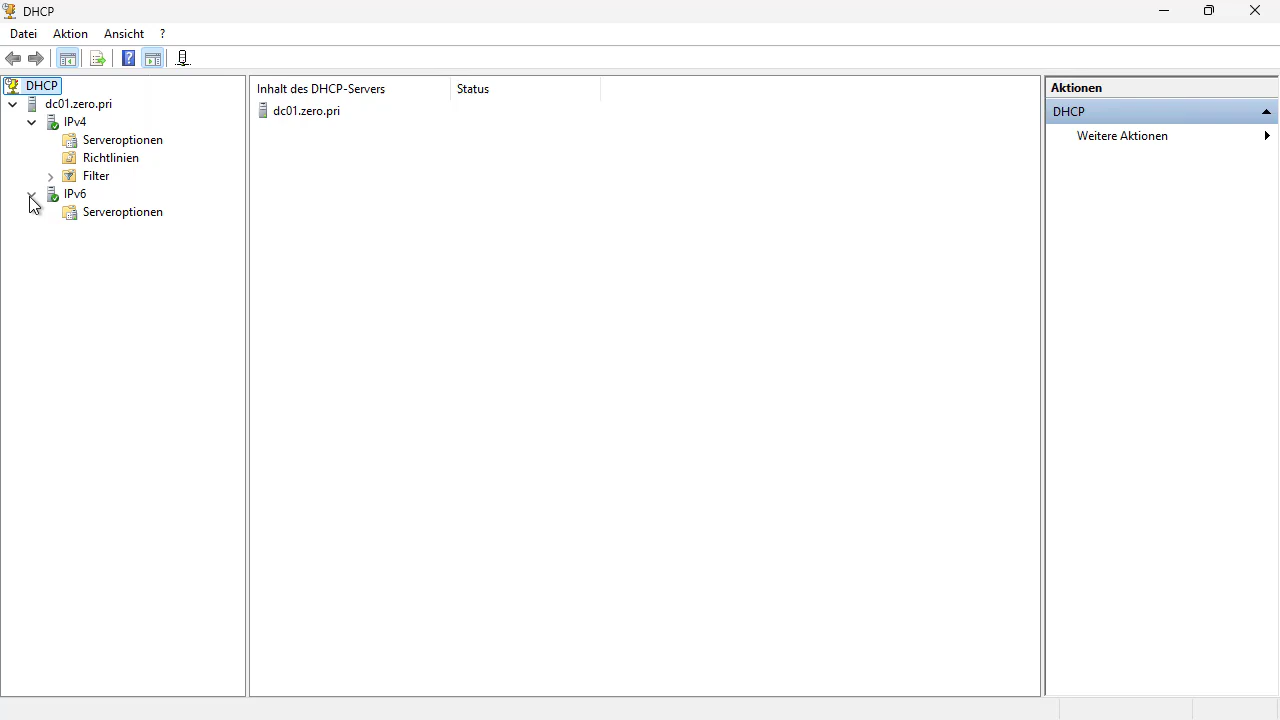 DHCP
Datei Aktion Ansicht ?
DHCP
dc01.zero.pri
IPv4
Serveroptionen
Richtlinien
Filter
IPv6
Serveroptionen
Inhalt des DHCP-Servers Status
dc01.zero.pri
Aktionen
DHCP
Weitere Aktionen